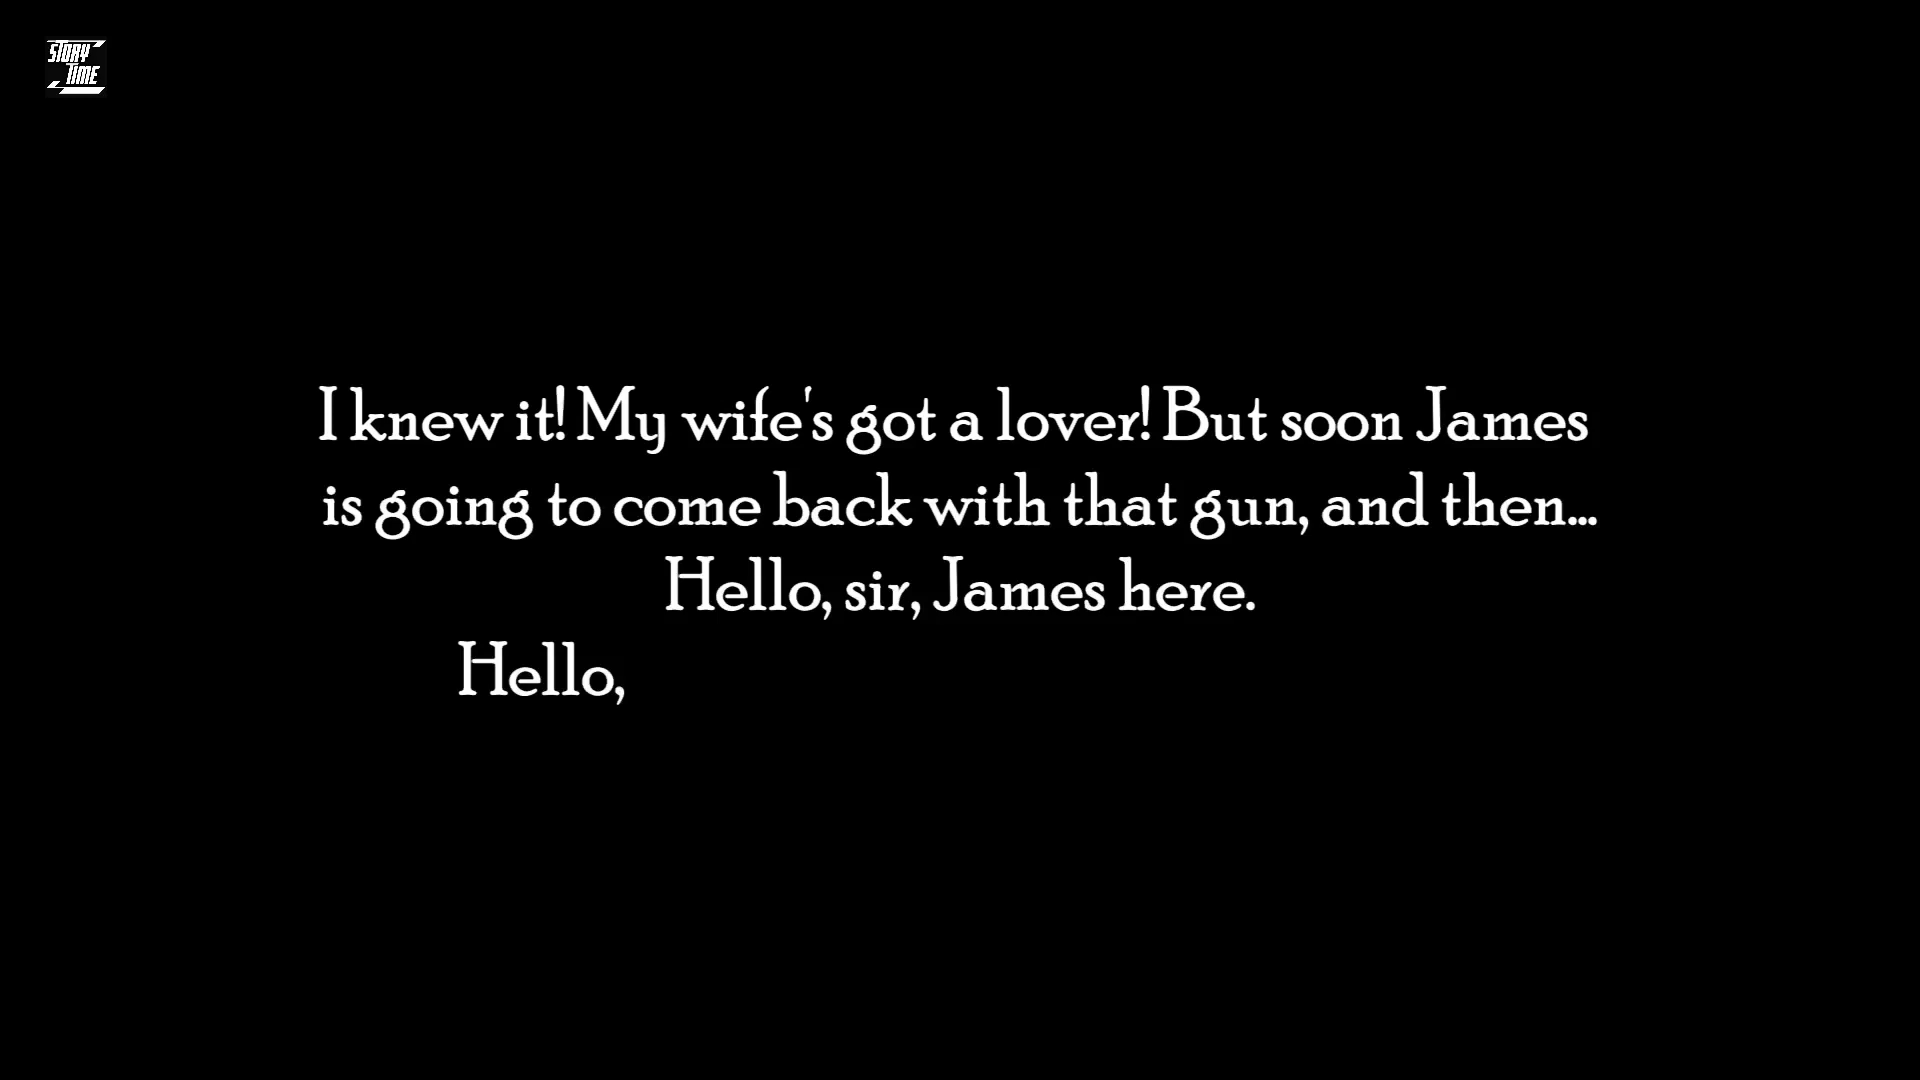 STORY
TIME
I knew it! My wife's got a lover! But soon James
is going to come back with that gun, and then...
Hello, sir, James here.
Hello,